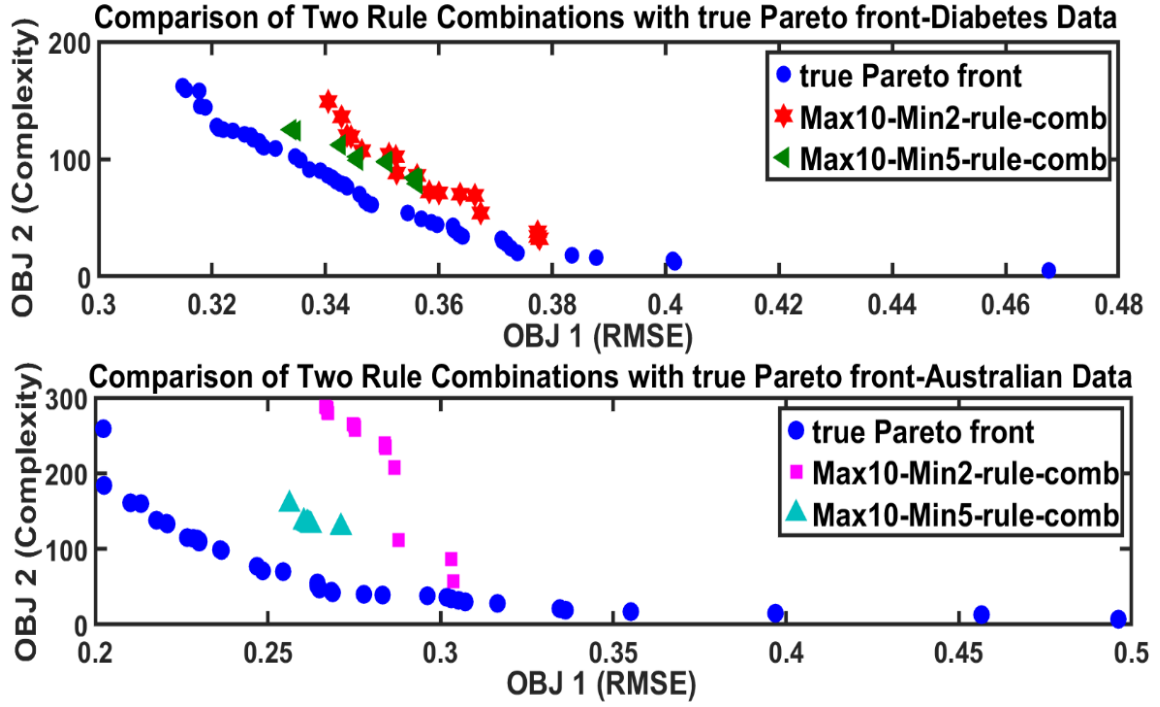 Comparison of Two Rule Combinations with true Pareto front-Diabetes Data
OBJ 2 (Complexity)
200
100
0
true Pareto front
Max10-Min2-rule-comb
Max10-Min5-rule-comb
0.3 0.32 0.34 0.36 0.38 0.4 0.42 0.44 0.46 0.48
OBJ 1 (RMSE)
Comparison of Two Rule Combinations with true Pareto front-Australian Data
OBJ 2 (Complexity)
300
200
100
0
true Pareto front
Max10-Min2-rule-comb
Max10-Min5-rule-comb
0.2 0.25 0.3 0.35 0.4 0.45 0.5
OBJ 1 (RMSE)